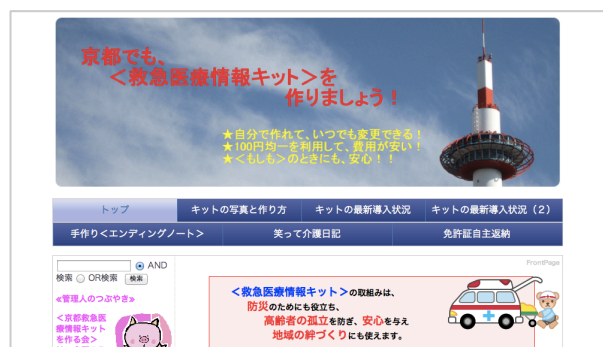 京都でも、
＜救急医療情報キット＞を
作りましょう！
★自分で作れて、いつでも変更できる！
★100円均一を利用して、費用が安い！
★＜もしも＞のときにも、安心！！
トップ
キットの写真と作り方
キットの最新導入状況
キットの最新導入状況（２）
手作り＜エンディングノート＞
笑って介護日記
免許証自主返納
AND
検索 OR検索 検索
≪管理人のつぶやき≫
＜京都救急医
療情報キット
を作る会＞
FrontPage
＜救急医療情報キット＞の取組みは、
防災のためにも役立ち、
高齢者の孤立を防ぎ、安心を与え
地域の絆づくりにも使えます。